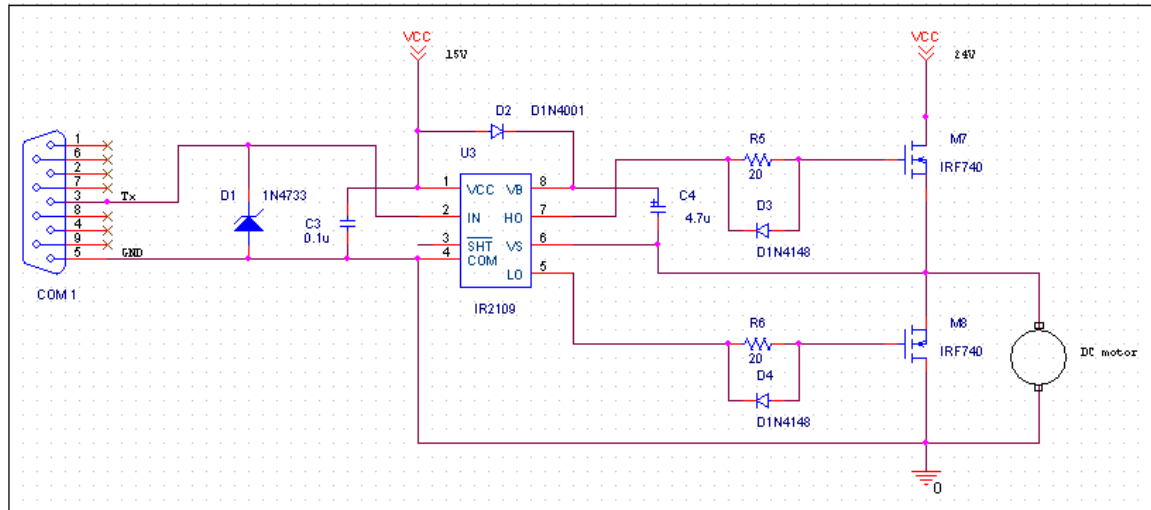 VCC
15V
VCC
24V
D2 D1N4001
U3
1
6
2
7
3
8
4
9
5
Tx
GND
COM 1
D1 1N4733
C3
0.1u
1 VCC VB 8
2 IN HO 7
3 SHT VS 6
4 COM
LO 5
IR2109
C4
4.7u
R5
20
D3
D1N4148
M7
IRF740
R6
20
D4
D1N4148
M8
IRF740
DC motor
0